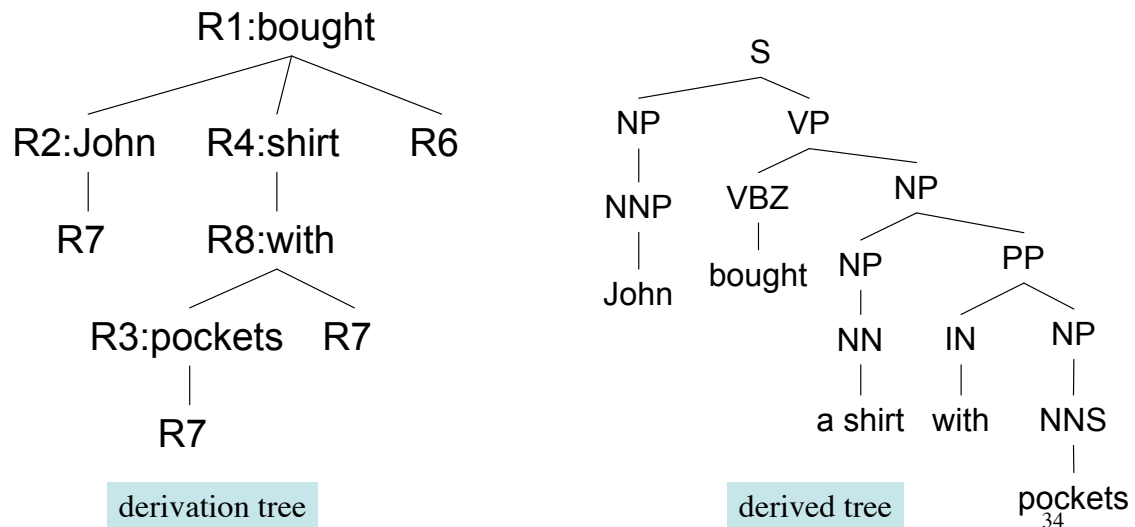 R1:bought
R2:John R4:shirt R6
R7 R8:with
R3:pockets R7
R7
derivation tree
S
NP VP
NNP VBZ NP
John bought NP PP
NN IN NP
a shirt with NNS
pockets
derived tree
34